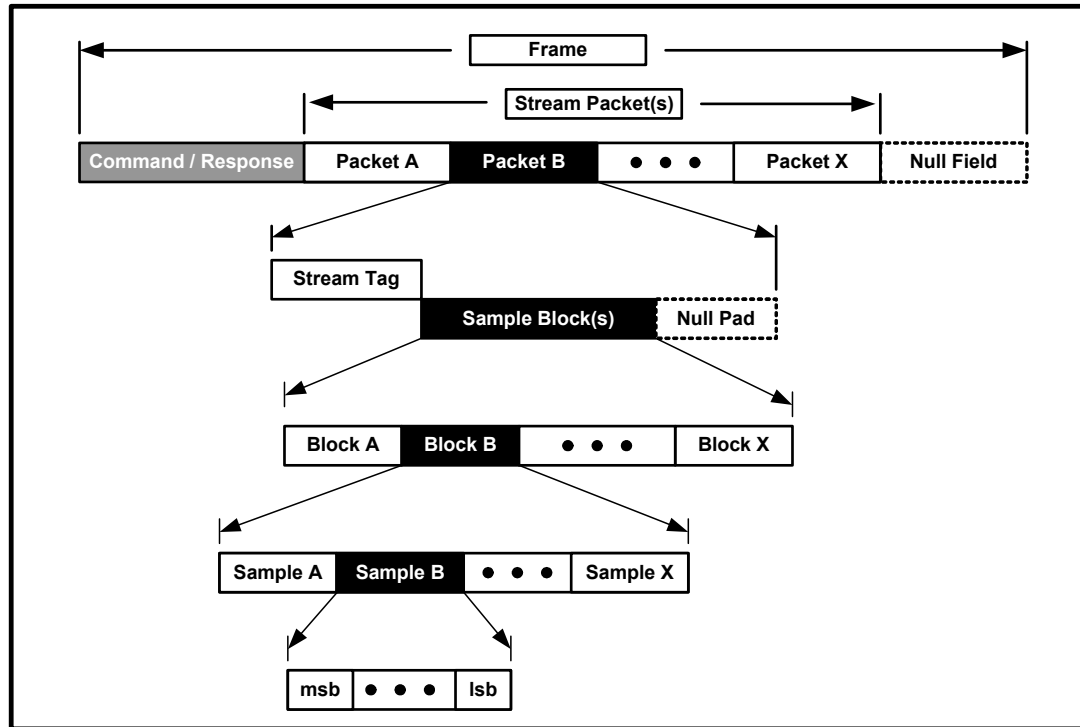 Frame
Stream Packet(s)
Command / Response Packet A Packet B • • • Packet X Null Field
Stream Tag
Sample Block(s) Null Pad
Block A Block B • • • Block X
Sample A Sample B • • • Sample X
msb • • • lsb